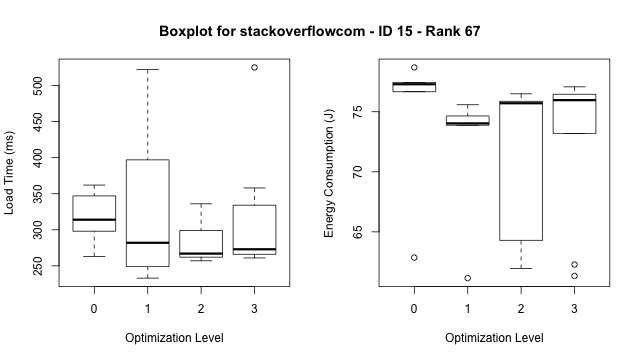 Boxplot for stackoverflowcom - ID 15 - Rank 67
Load Time (ms)
500
450
400
350
300
250
0 1 2 3
Optimization Level
Energy Consumption (J)
75
70
65
0 1 2 3
Optimization Level